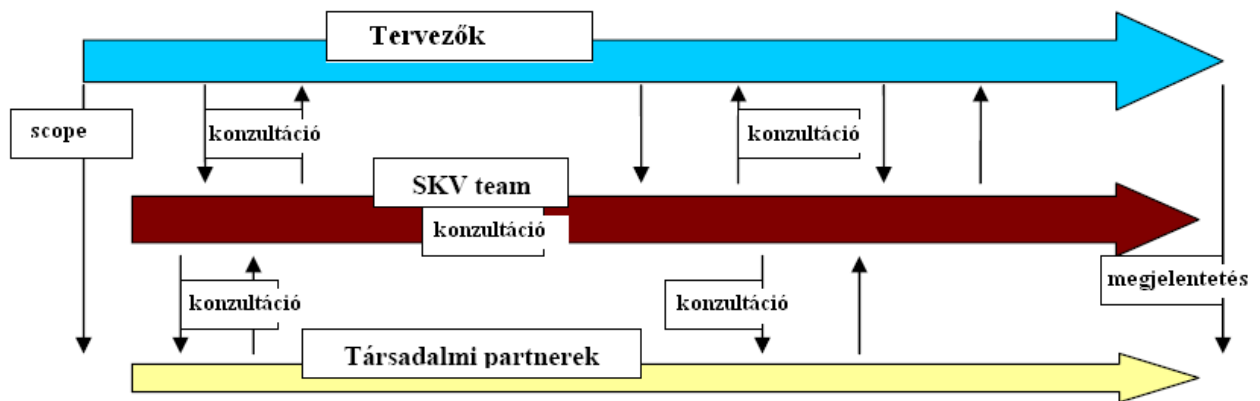 Tervezők
scope
konzultáció
konzultáció
SKV team
konzultáció
konzultáció
konzultáció
megjelentetés
Társadalmi partnerek